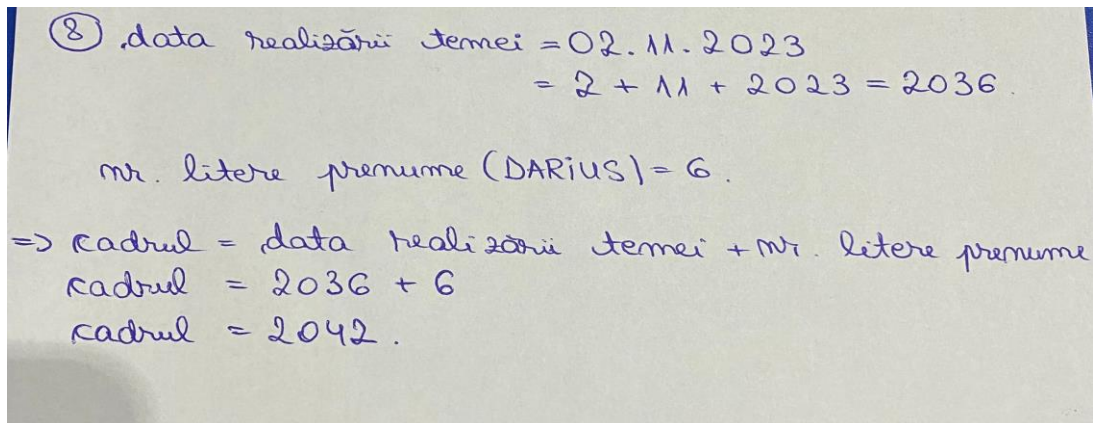 8 data realizării temei = 02.11.2023
= 2 + 11 + 2023 = 2036.
nr. litere prenume (DARiUS) = 6.
=> cadrul = data realizării temei + nr. litere prenume
cadrul = 2036 + 6
cadrul = 2042.